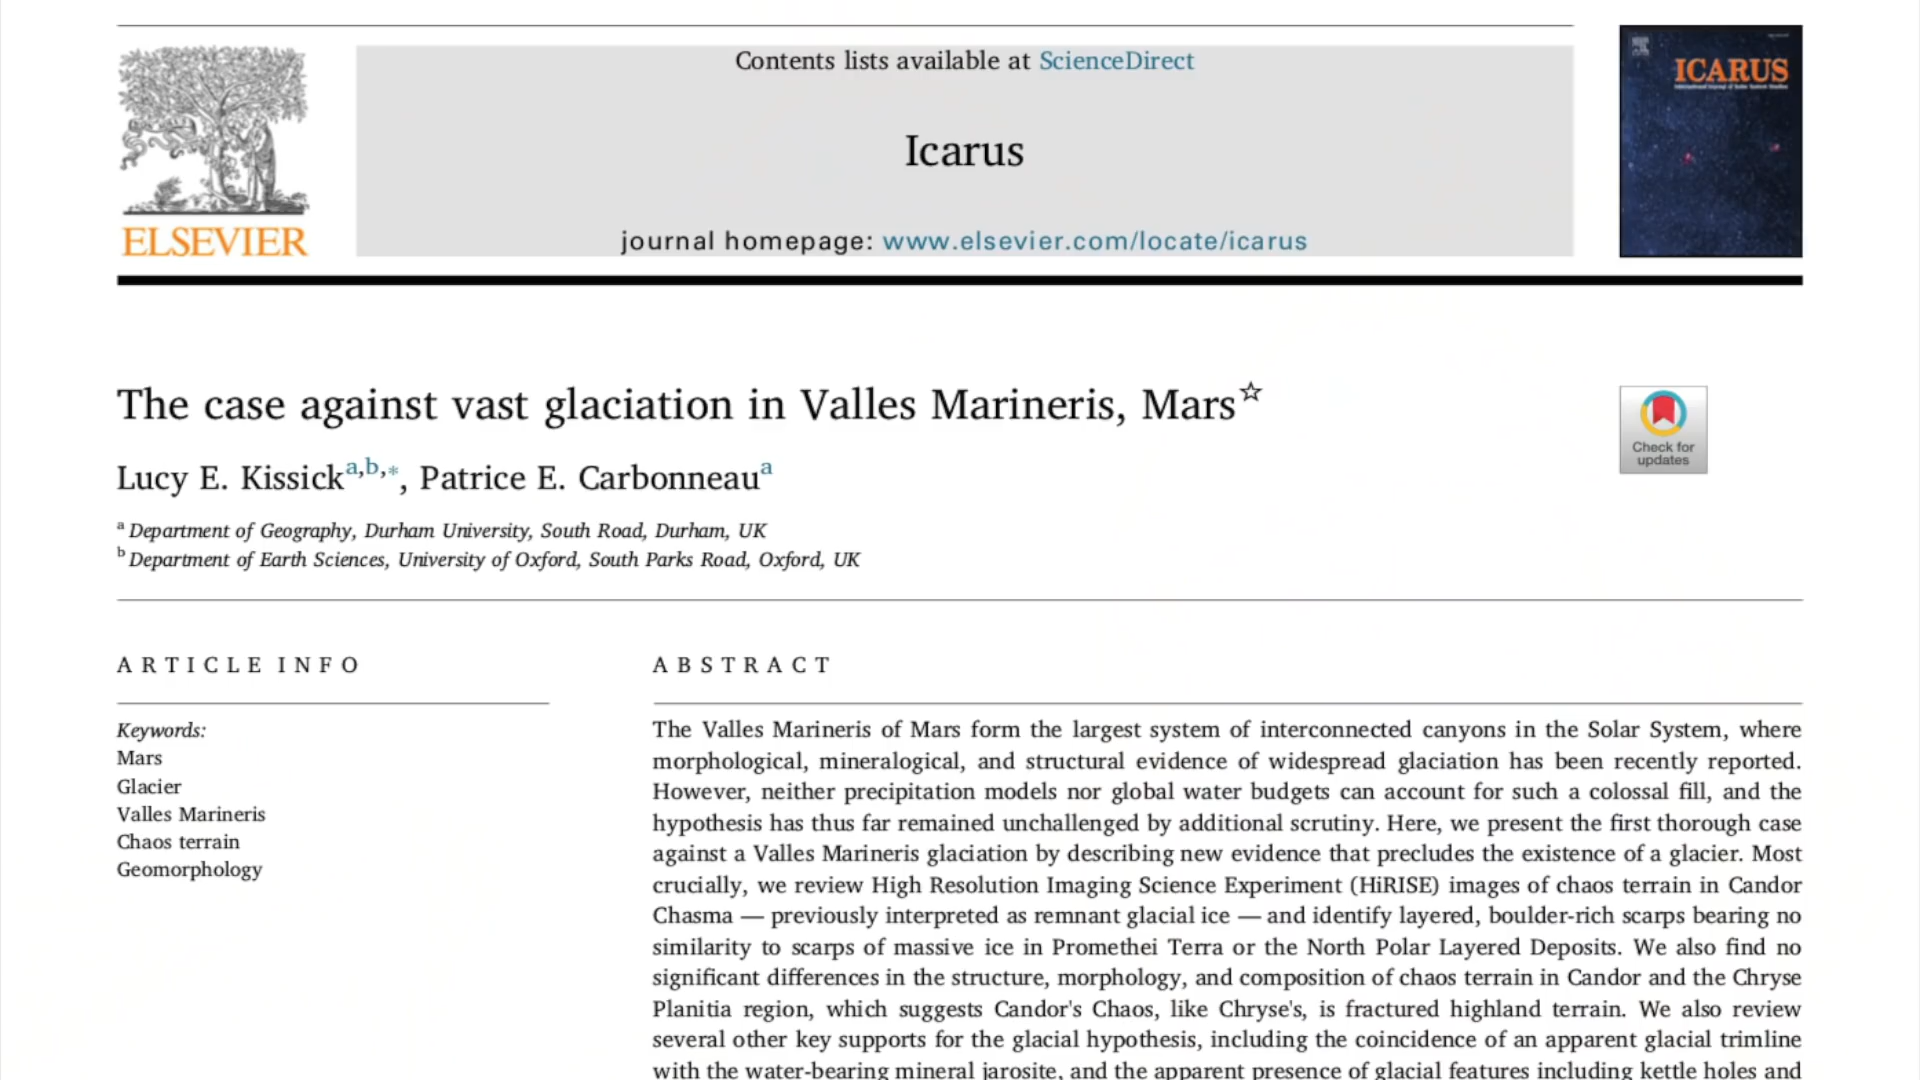 Contents lists available at ScienceDirect
Icarus
journal homepage: www.elsevier.com/locate/icarus
ELSEVIER
ICARUS
The case against vast glaciation in Valles Marineris, Mars☆
Check for
updates
Lucy E. Kissick a,b,*, Patrice E. Carbonneau a
a Department of Geography, Durham University, South Road, Durham, UK
b Department of Earth Sciences, University of Oxford, South Parks Road, Oxford, UK
ARTICLE INFO
Keywords:
Mars
Glacier
Valles Marineris
Chaos terrain
Geomorphology
ABSTRACT
The Valles Marineris of Mars form the largest system of interconnected canyons in the Solar System, where
morphological, mineralogical, and structural evidence of widespread glaciation has been recently reported.
However, neither precipitation models nor global water budgets can account for such a colossal fill, and the
hypothesis has thus far remained unchallenged by additional scrutiny. Here, we present the first thorough case
against a Valles Marineris glaciation by describing new evidence that precludes the existence of a glacier. Most
crucially, we review High Resolution Imaging Science Experiment (HiRISE) images of chaos terrain in Candor
Chasma — previously interpreted as remnant glacial ice — and identify layered, boulder-rich scarps bearing no
similarity to scarps of massive ice in Promethei Terra or the North Polar Layered Deposits. We also find no
significant differences in the structure, morphology, and composition of chaos terrain in Candor and the Chryse
Planitia region, which suggests Candor's Chaos, like Chryse's, is fractured highland terrain. We also review
several other key supports for the glacial hypothesis, including the coincidence of an apparent glacial trimline
with the water-bearing mineral jarosite, and the apparent presence of glacial features including kettle holes and